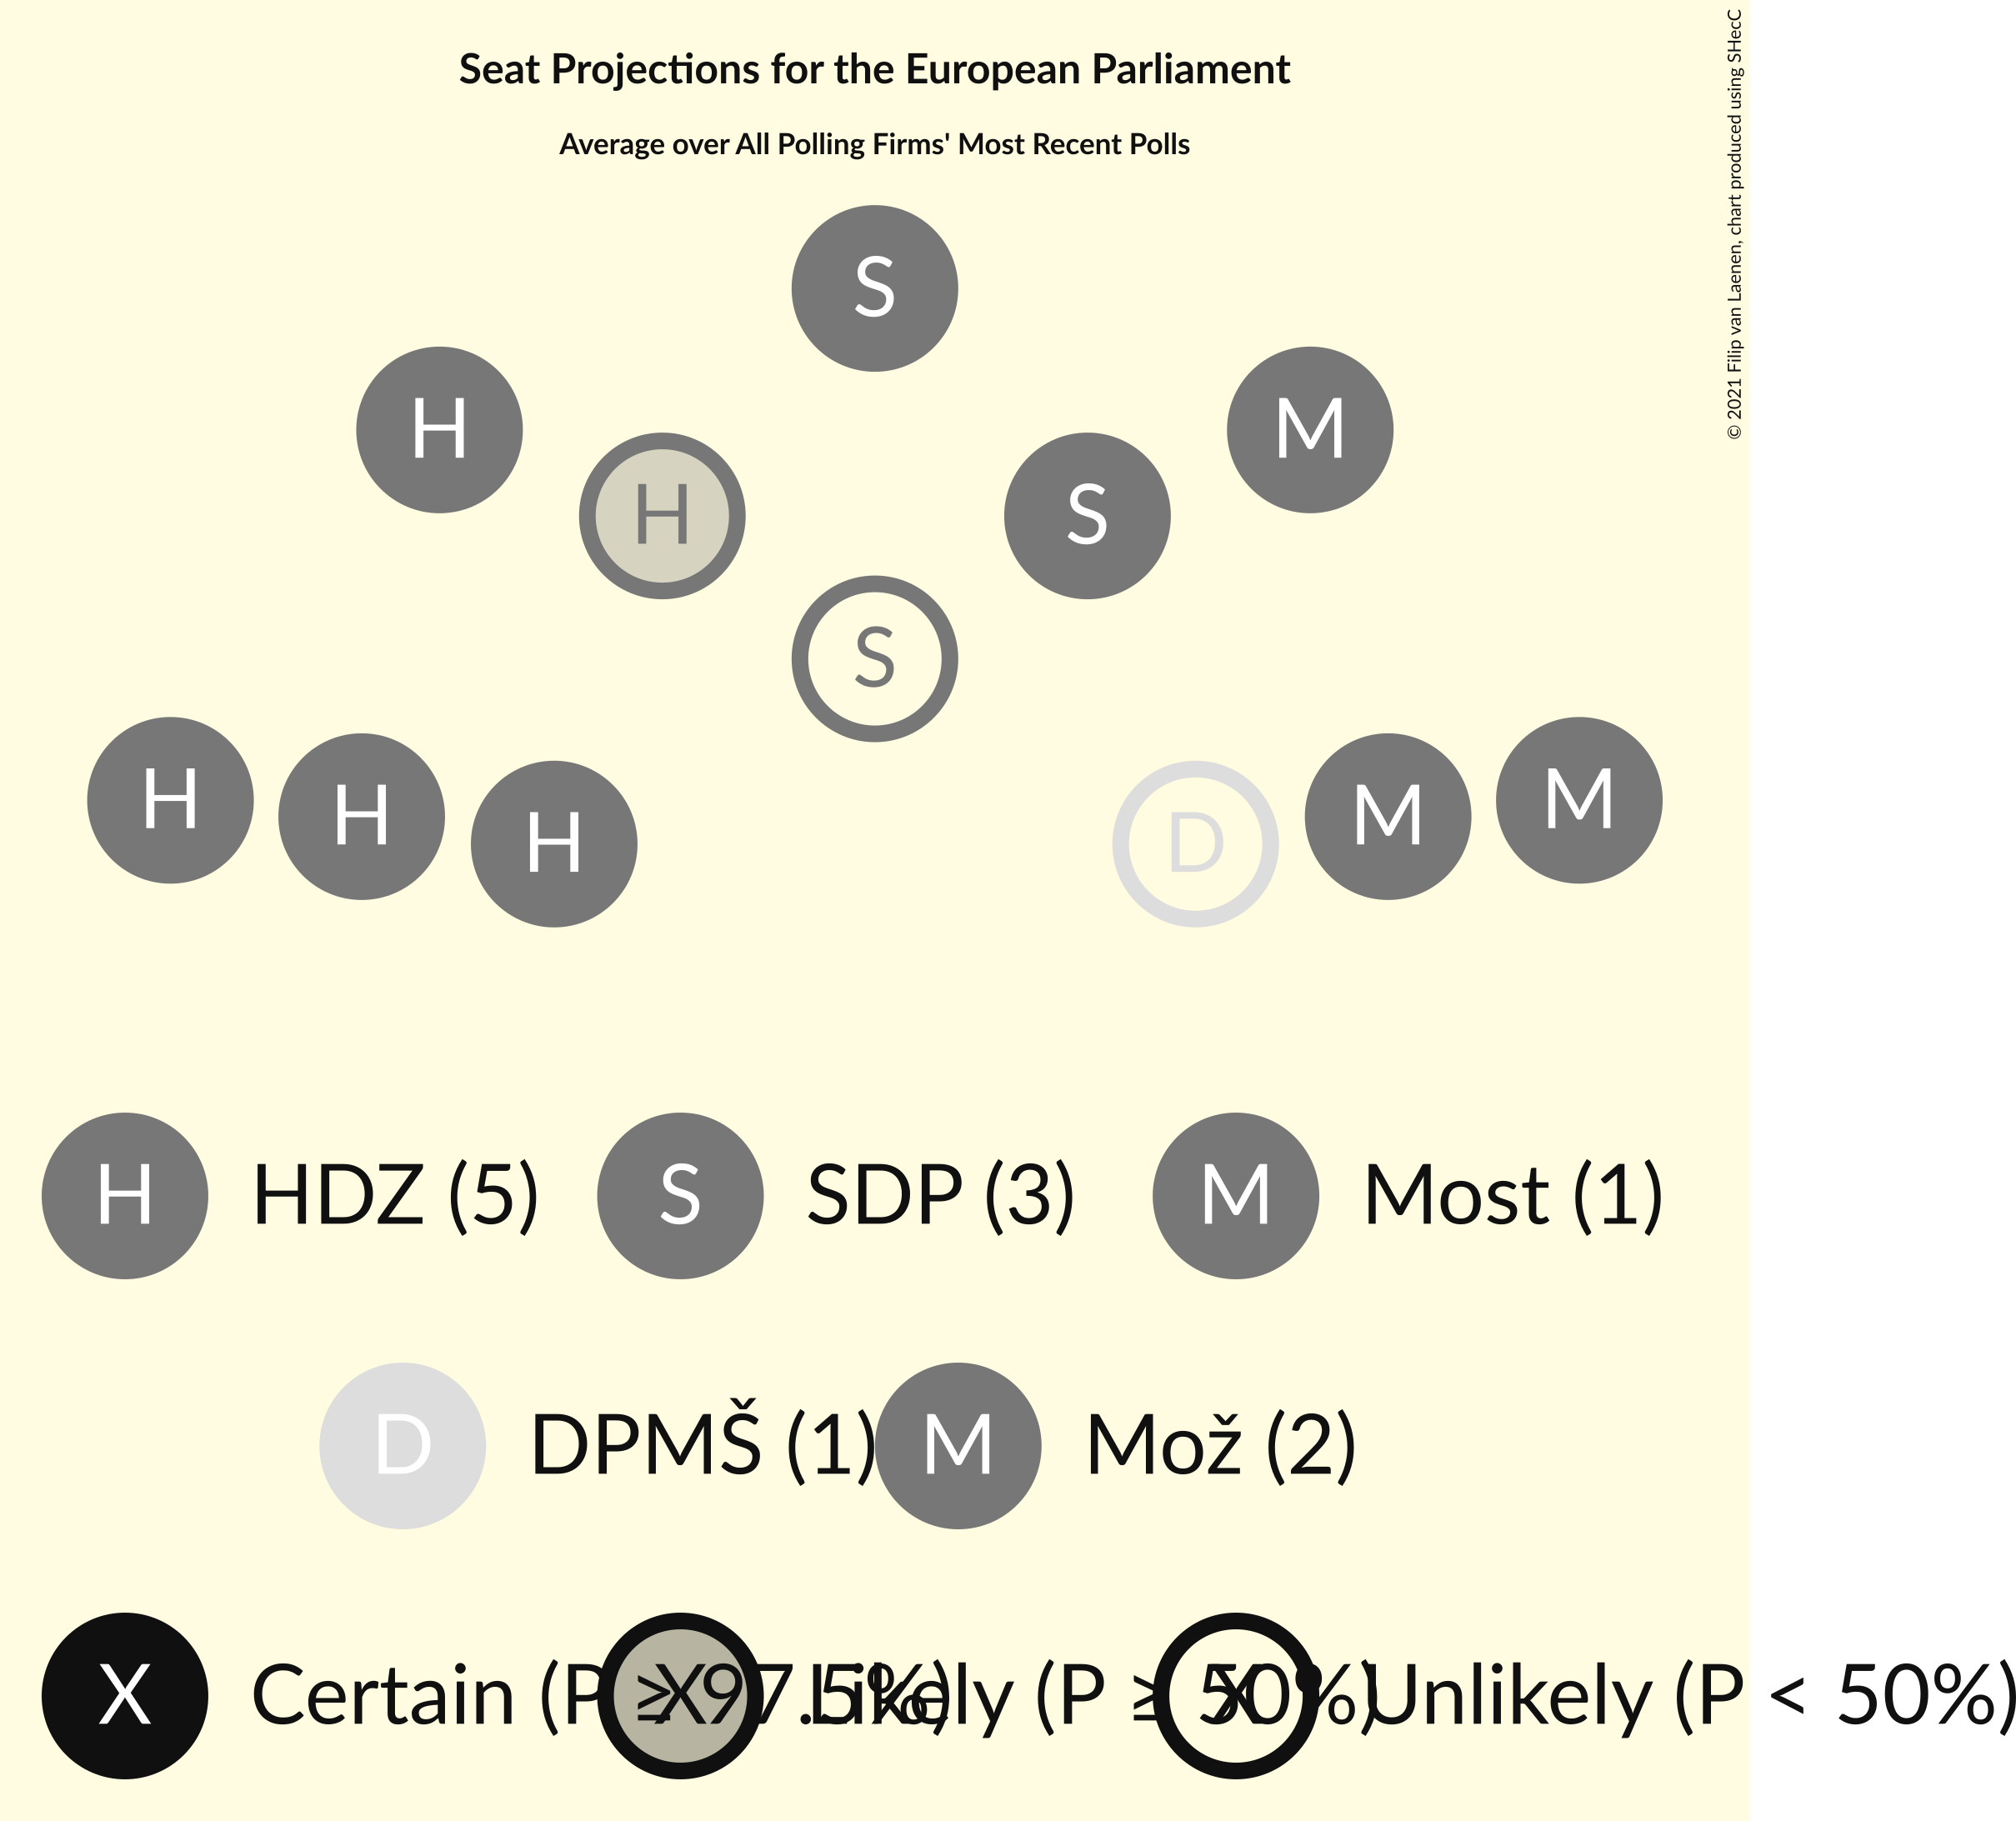 Seat Projections for the European Parliament
Average over All Polling Firms' Most Recent Polls
© 2021 Filip van Laenen, chart produced using SHecC
S
H
M
H
S
S
H
H
H
D
M
M
H HDZ (5) S SDP (3) M Most (1)
D DPMŠ (1) M Mož (2)
X Certain (P ≥ 97.5%) X Likely (P ≥ 50%) X Unlikely (P < 50%)